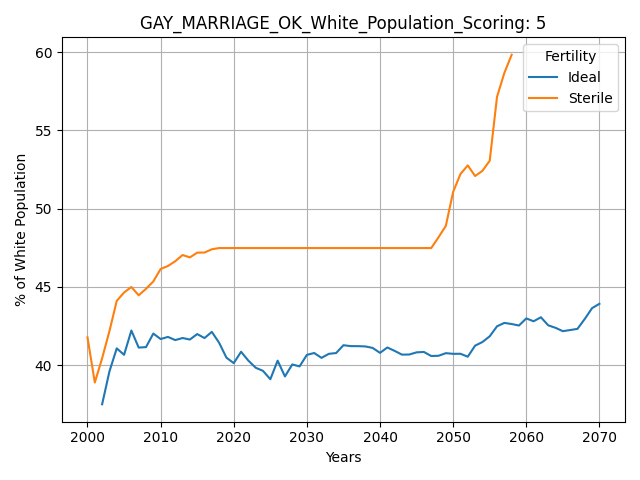 GAY_MARRIAGE_OK_White_Population_Scoring: 5
Fertility
Ideal
Sterile
% of White Population
60
55
50
45
40
2000 2010 2020 2030 2040 2050 2060 2070
Years